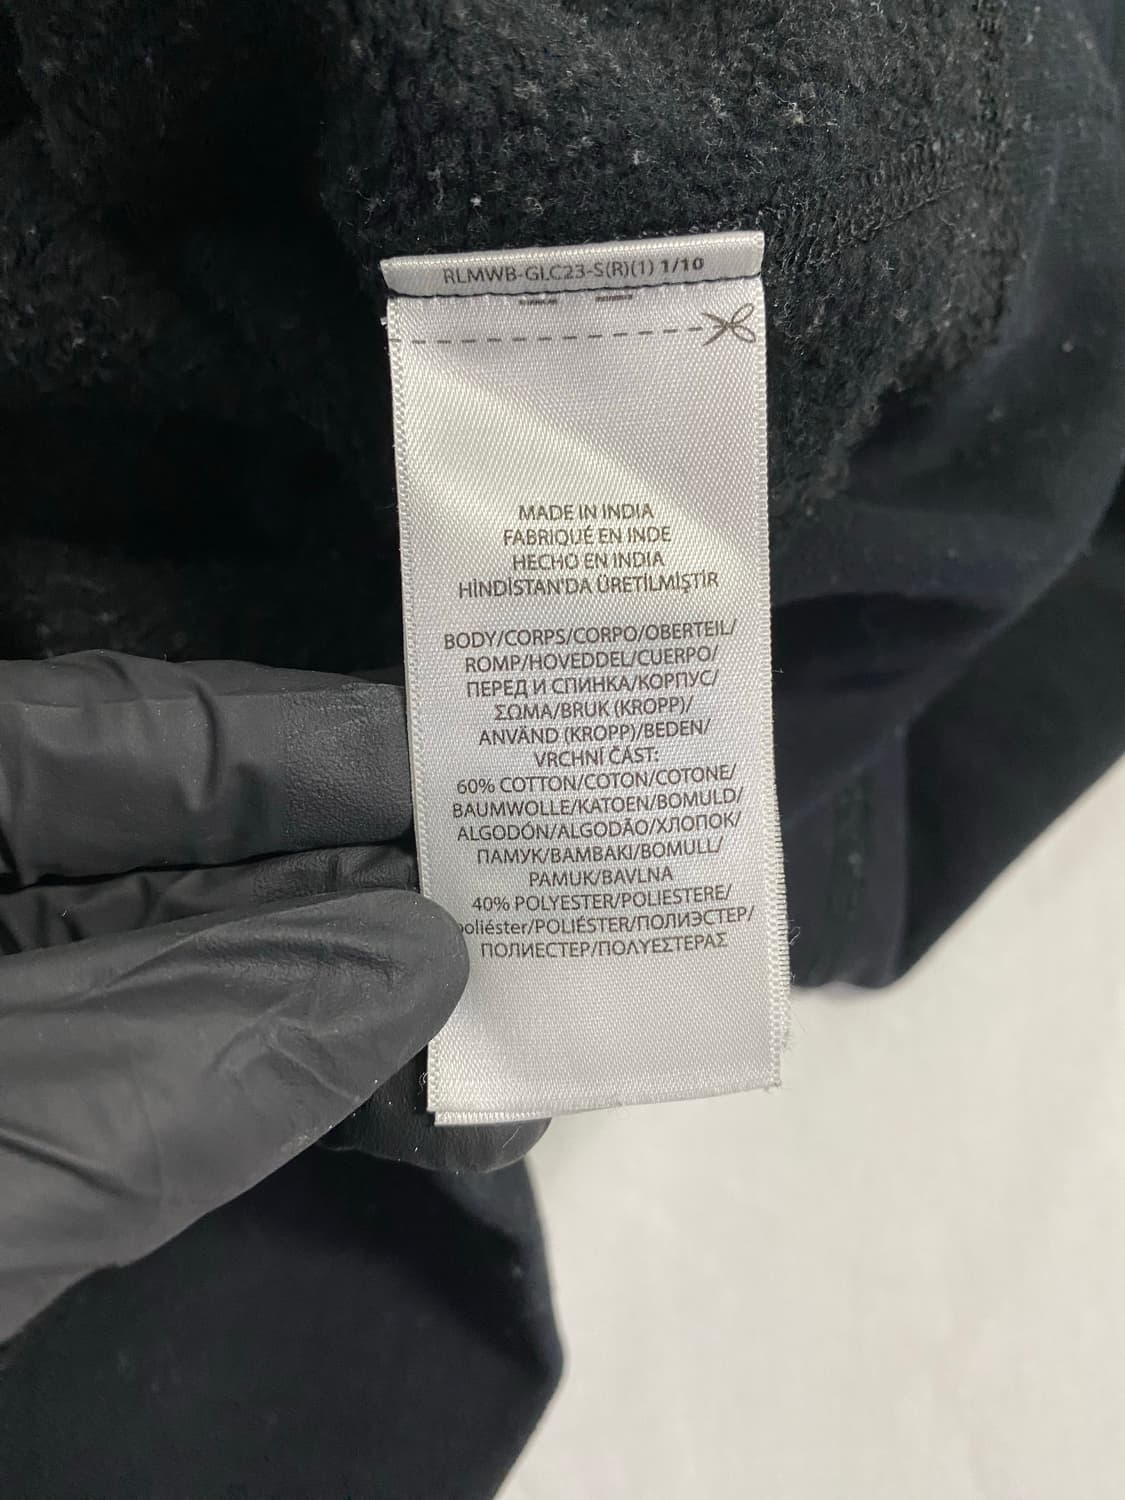 RLMWB-GLC23-S(R)(1) 1/10
MADE IN INDIA
FABRIQUÉ EN INDE
HECHO EN INDIA
HİNDİSTAN'DA ÜRETİLMİŞTİR
BODY/CORPS/CORPO/OBERTEIL/
ROMP/HOVEDDEL/CUERPO/
ПЕРЕД И СПИНКА/КОРПУС/
ΣΩΜΑ/BRUK (KROPP)/
ANVÄND (KROPP)/BEDEN/
VRCHNÍ ČÁST:
60% COTTON/COTON/COTONE/
BAUMWOLLE/KATOEN/BOMULD/
ALGODÓN/ALGODÃO/ХЛОПОК/
ПАМУК/ΒΑΜΒΑΚΙ/BOMULL/
PAMUK/BAVLNA
40% POLYESTER/POLIESTERE/
poliéster/POLIÉSTER/ПОЛИЭСТЕР/
ПОЛИЕСТЕР/ΠΟΛΥΕΣΤΕΡΑΣ